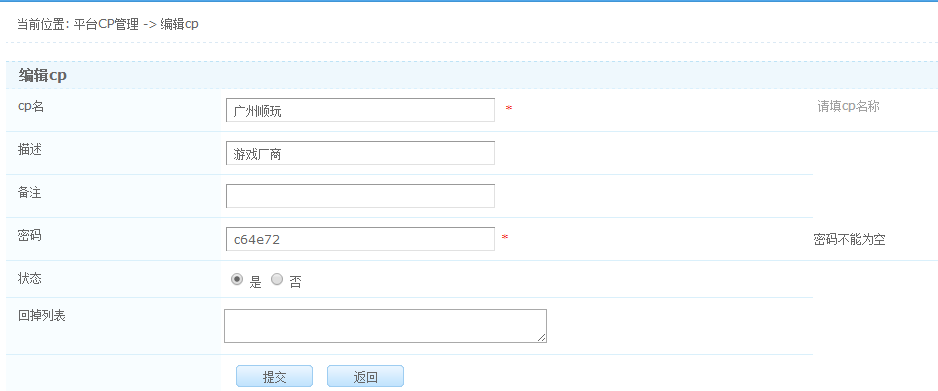 当前位置: 平台CP管理 -> 编辑cp
编辑cp
cp名 广州顺玩 * 请填cp名称
描述 游戏厂商
备注
密码 c64e72 * 密码不能为空
状态 是 否
回掉列表
提交 返回